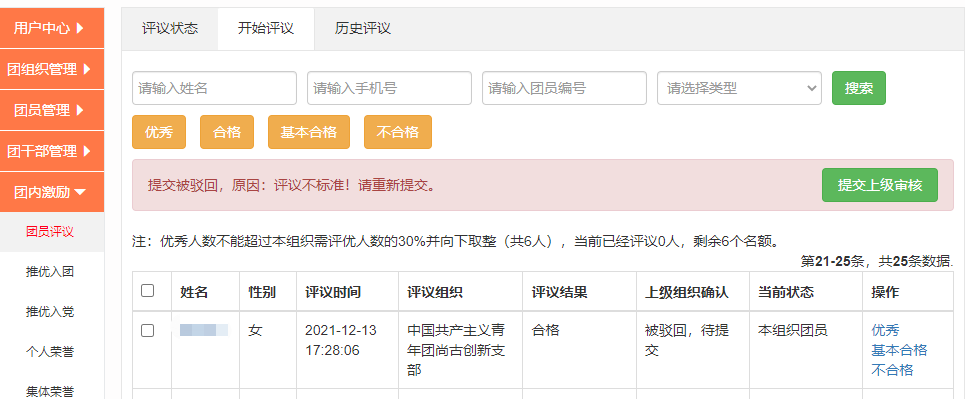 用户中心
团组织管理
团员管理
团干部管理
团内激励
团员评议
推优入团
推优入党
个人荣誉
集体荣誉
评议状态 开始评议 历史评议
请输入姓名 请输入手机号 请输入团员编号 请选择类型 搜索
优秀 合格 基本合格 不合格
提交被驳回，原因：评议不标准！请重新提交。 提交上级审核
注：优秀人数不能超过本组织需评优人数的30%并向下取整（共6人），当前已经评议0人，剩余6个名额。
第21-25条，共25条数据.
姓名 性别 评议时间 评议组织 评议结果 上级组织确认 当前状态 操作
女 2021-12-13 中国共产主义青 合格 被驳回，待提 本组织团员 优秀
17:28:06 年团尚古创新支 交 基本合格
部 不合格